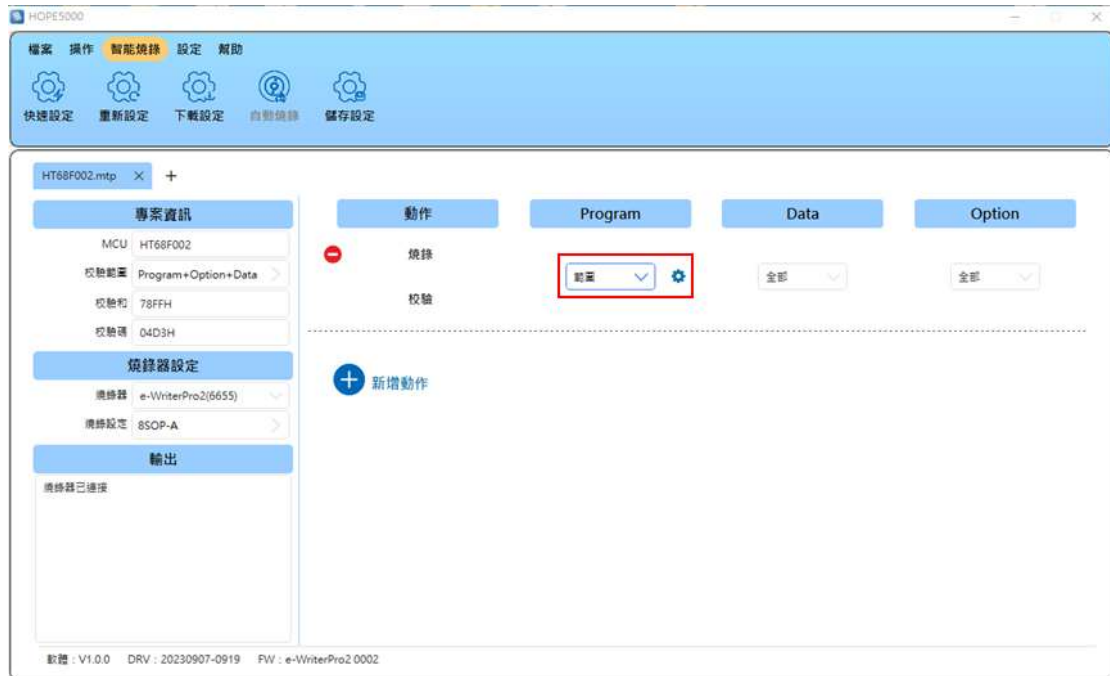 HOPE5000
檔案 操作 智能燒錄 設定 幫助
快速設定 重新設定 下載設定 自動燒錄 儲存設定
HT68F002.mtp
專案資訊
MCU HT68F002
校驗範圍 Program+Option+Data
校驗和 78FFH
校驗碼 04D3H
燒錄器設定
燒錄器 e-WriterPro2(6655)
燒錄設定 8SOP-A
輸出
燒錄器已連接
動作 Program Data Option
燒錄
範圍 全部 全部
校驗
新增動作
軟體 : V1.0.0 DRV : 20230907-0919 FW : e-WriterPro2 0002